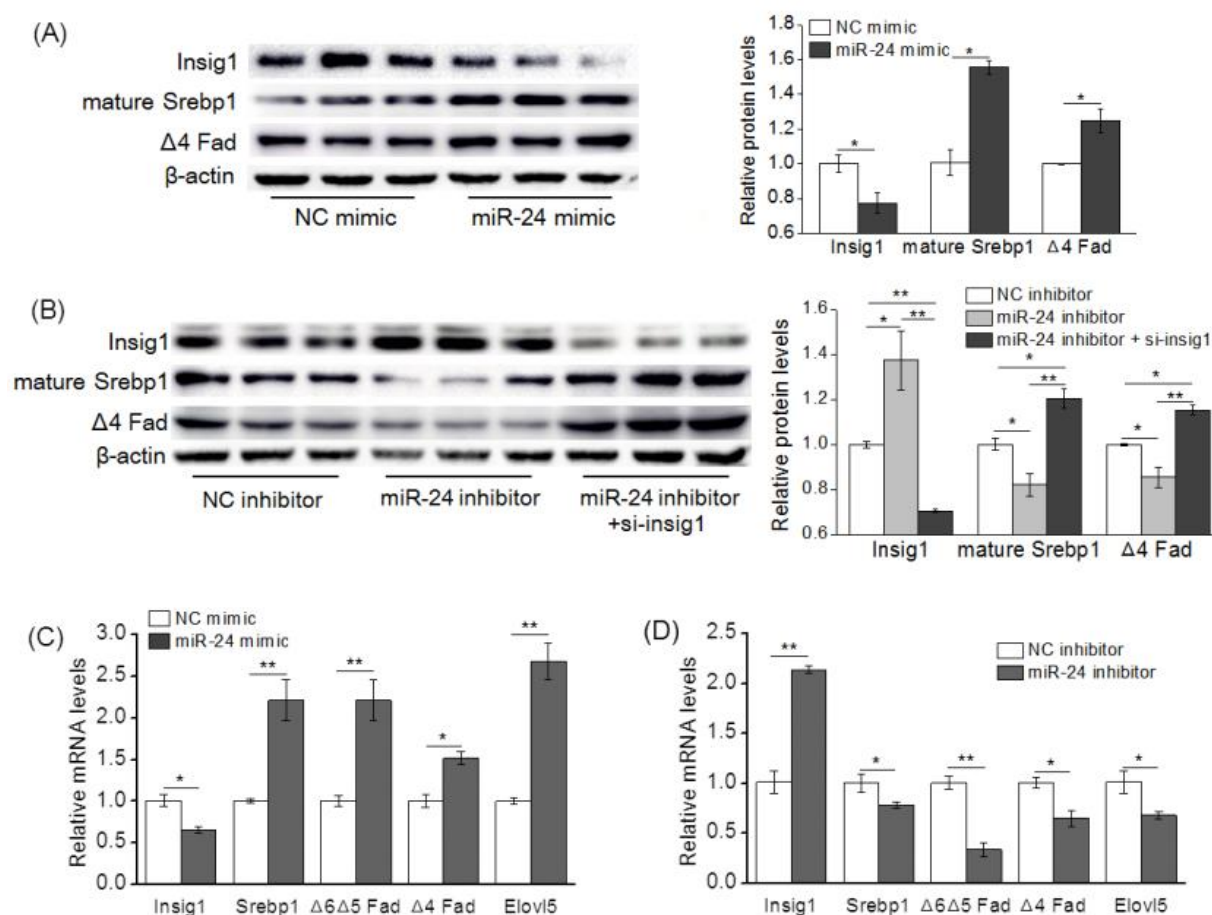 (A)
Insig1
mature Srebp1
Δ4 Fad
β-actin
NC mimic miR-24 mimic
Relative protein levels
1.8
1.6
1.4
1.2
1.0
0.8
0.6
NC mimic
miR-24 mimic
* * *
Insig1 mature Srebp1 Δ4 Fad
(B)
Insig1
mature Srebp1
Δ4 Fad
β-actin
NC inhibitor miR-24 inhibitor miR-24 inhibitor
+si-insig1
Relative protein levels
1.6
1.4
1.2
1.0
0.8
0.6
NC inhibitor
miR-24 inhibitor
miR-24 inhibitor + si-insig1
**
* **
*
* **
*
* **
Insig1 mature Srebp1 Δ4 Fad
(C)
Relative mRNA levels
3.0
2.5
2.0
1.5
1.0
0.5
0.0
NC mimic
miR-24 mimic
* ** ** * **
Insig1 Srebp1 Δ6Δ5 Fad Δ4 Fad Elovl5
(D)
Relative mRNA levels
2.5
2.0
1.5
1.0
0.5
0.0
NC inhibitor
miR-24 inhibitor
** * ** * *
Insig1 Srebp1 Δ6Δ5 Fad Δ4 Fad Elovl5